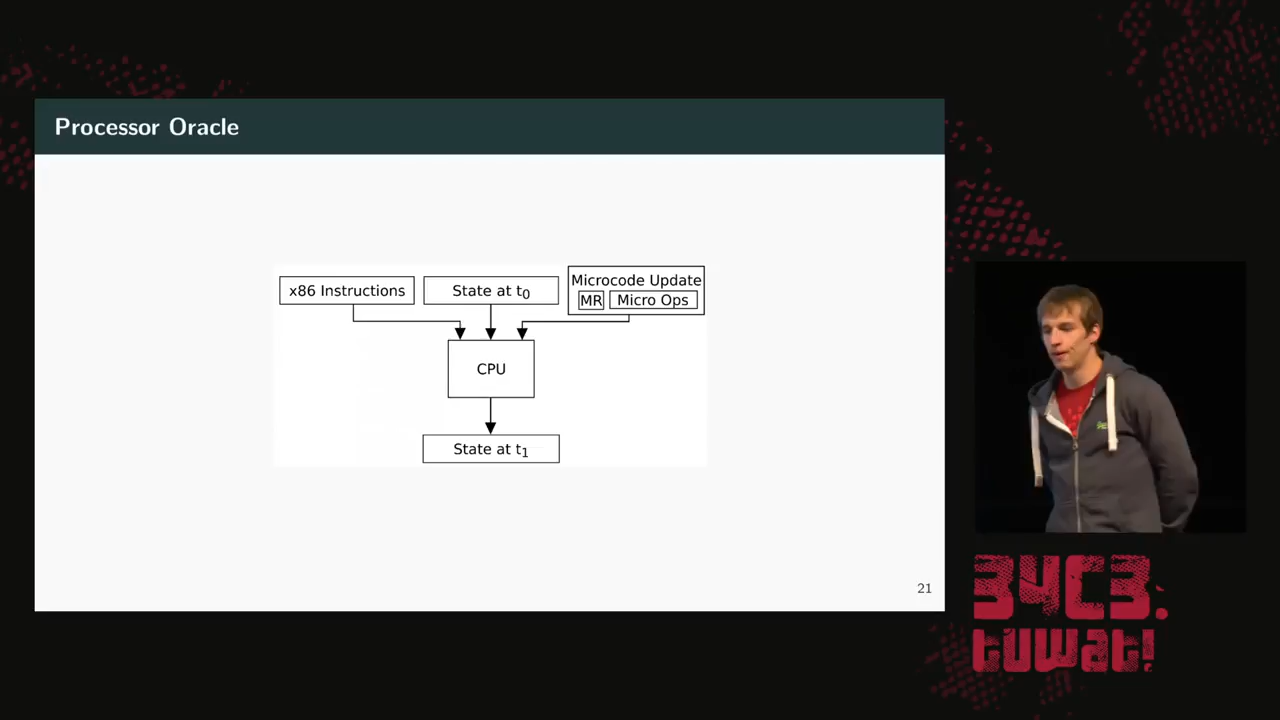 Processor Oracle
x86 Instructions
State at t0
Microcode Update
MR
Micro Ops
CPU
State at t1
21
34C3.
tuwat!